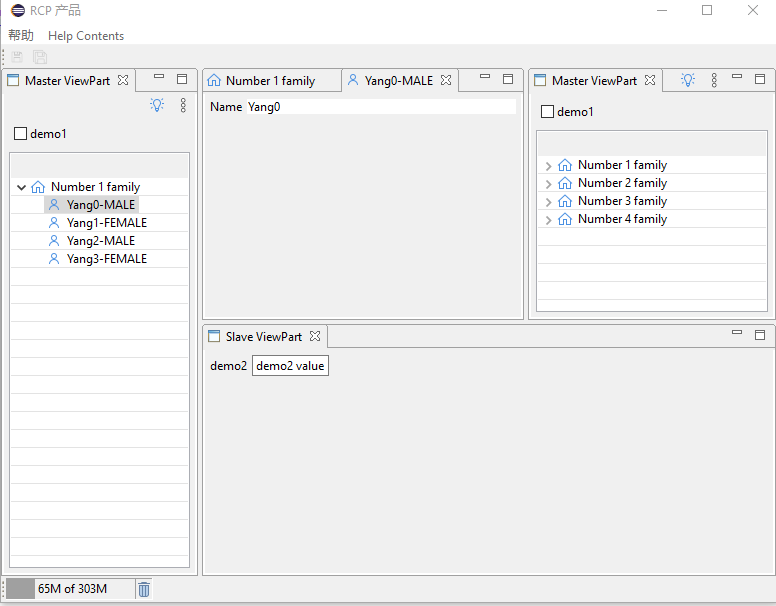 RCP 产品
帮助 Help Contents
Master ViewPart
demo1
Number 1 family
Yang0-MALE
Yang1-FEMALE
Yang2-MALE
Yang3-FEMALE
Number 1 family
Yang0-MALE
Name Yang0
Master ViewPart
demo1
Number 1 family
Number 2 family
Number 3 family
Number 4 family
Slave ViewPart
demo2 demo2 value
65M of 303M